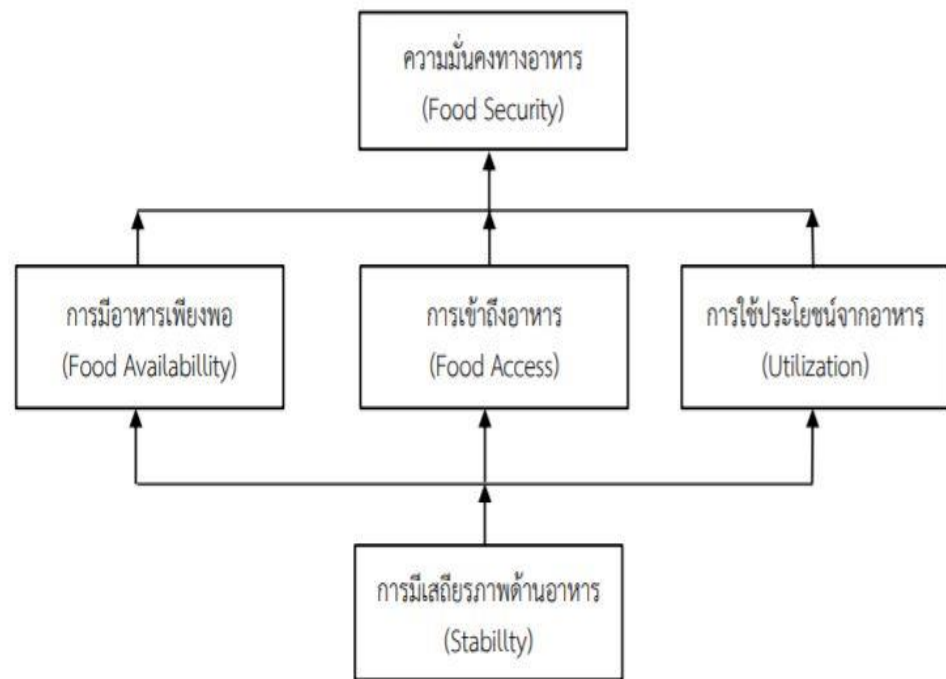 ความมั่นคงทางอาหาร
(Food Security)
การมีอาหารเพียงพอ
(Food Availabillity)
การเข้าถึงอาหาร
(Food Access)
การใช้ประโยชน์จากอาหาร
(Utilization)
การมีเสถียรภาพด้านอาหาร
(Stabillty)